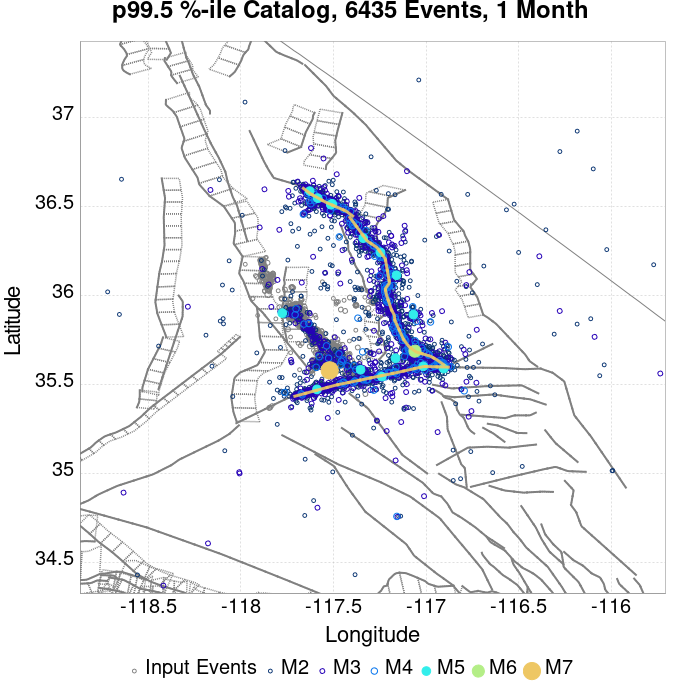 p99.5 %-ile Catalog, 6435 Events, 1 Month
37
36.5
36
35.5
35
34.5
Latitude
-118.5 -118 -117.5 -117 -116.5 -116
Longitude
Input Events M2 M3 M4 M5 M6 M7